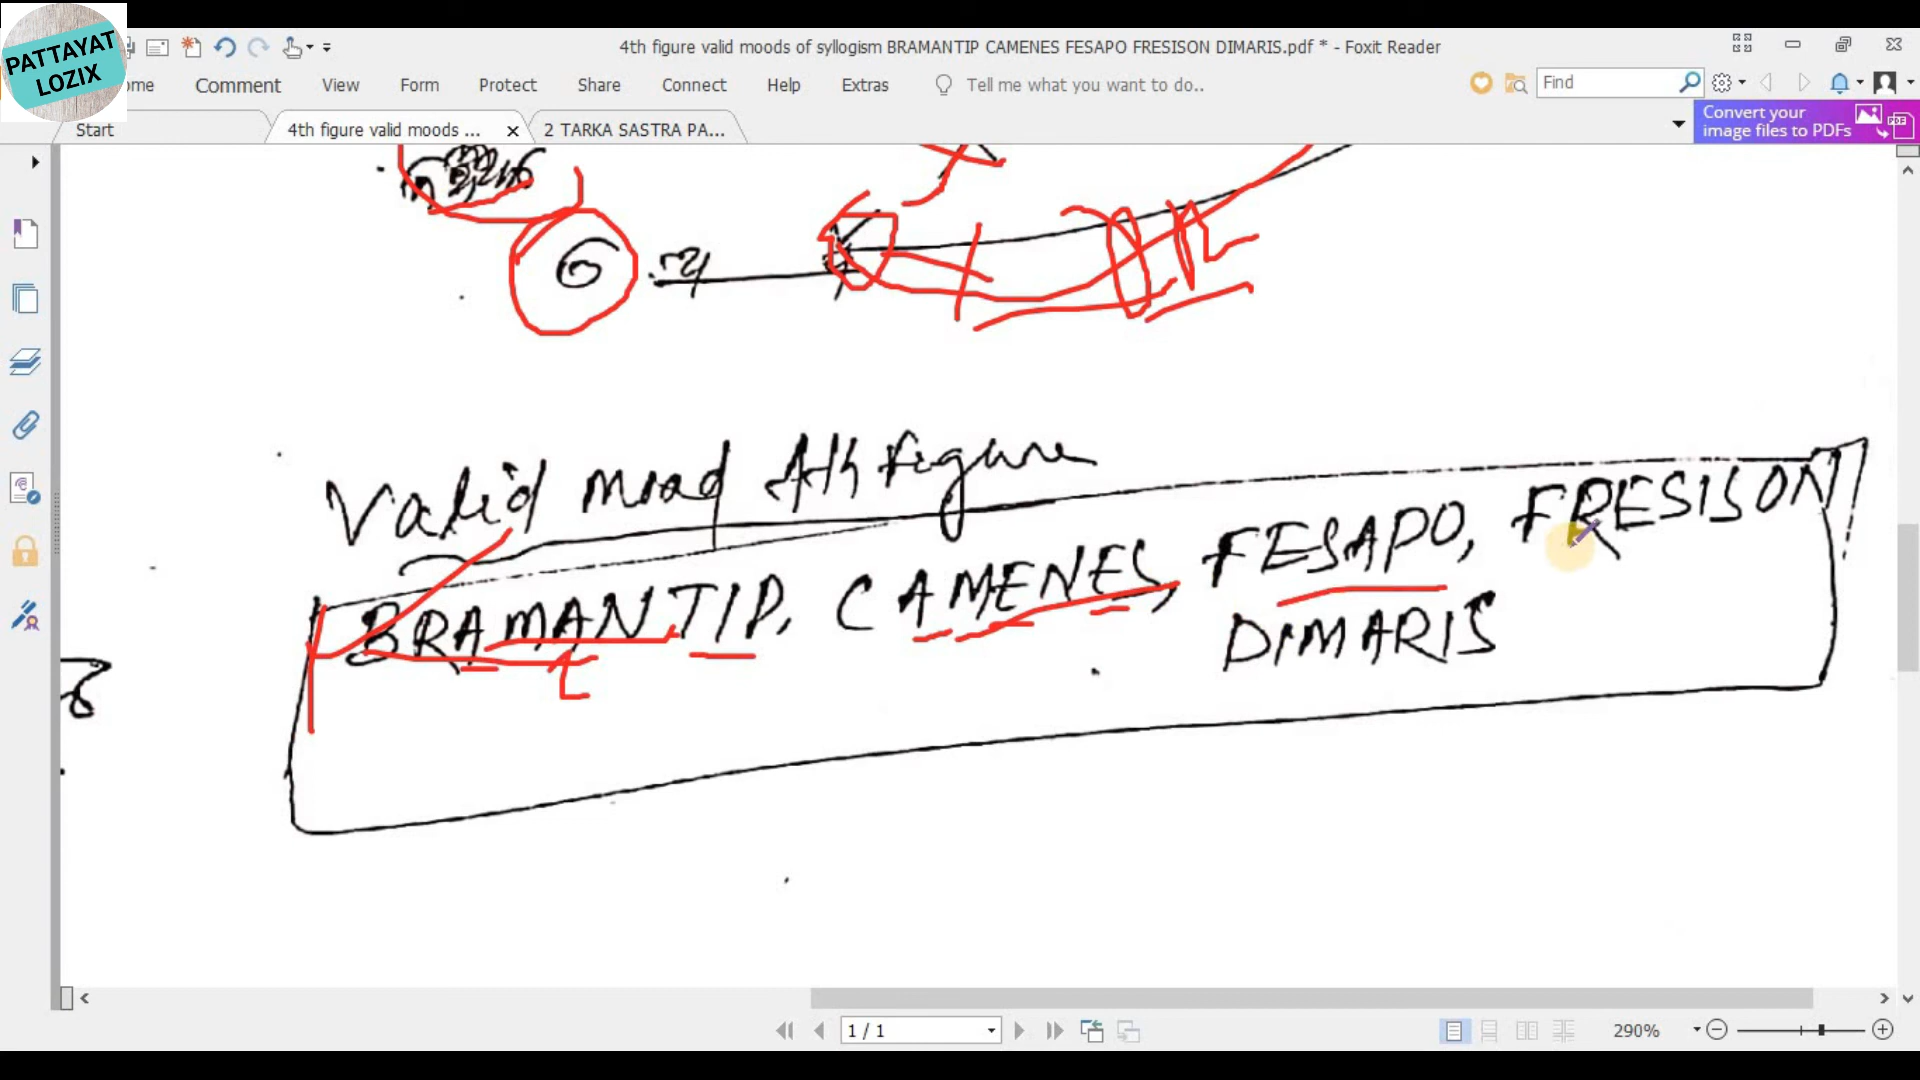 PATTAYAT
LOZIX
4th figure valid moods of syllogism BRAMANTIP CAMENES FESAPO FRESISON DIMARIS.pdf * - Foxit Reader
ome Comment View Form Protect Share Connect Help Extras Tell me what you want to do.. Find
Start 4th figure valid moods ... 2 TARKA SASTRA PA... Convert your
image files to PDFs
Valid mood 4th figure
BRAMANTIP, CAMENES, FESAPO, FRESISON
DIMARIS
1 / 1 290%